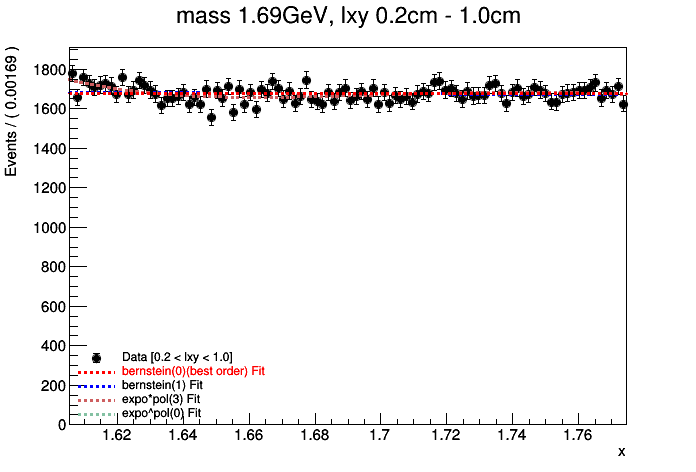 mass 1.69GeV, lxy 0.2cm - 1.0cm
Events / ( 0.00169 )
1800
1600
1400
1200
1000
800
600
400
200
0
Data [0.2 < lxy < 1.0]
bernstein(0)(best order) Fit
bernstein(1) Fit
expo*pol(3) Fit
expo^pol(0) Fit
1.62 1.64 1.66 1.68 1.7 1.72 1.74 1.76
x